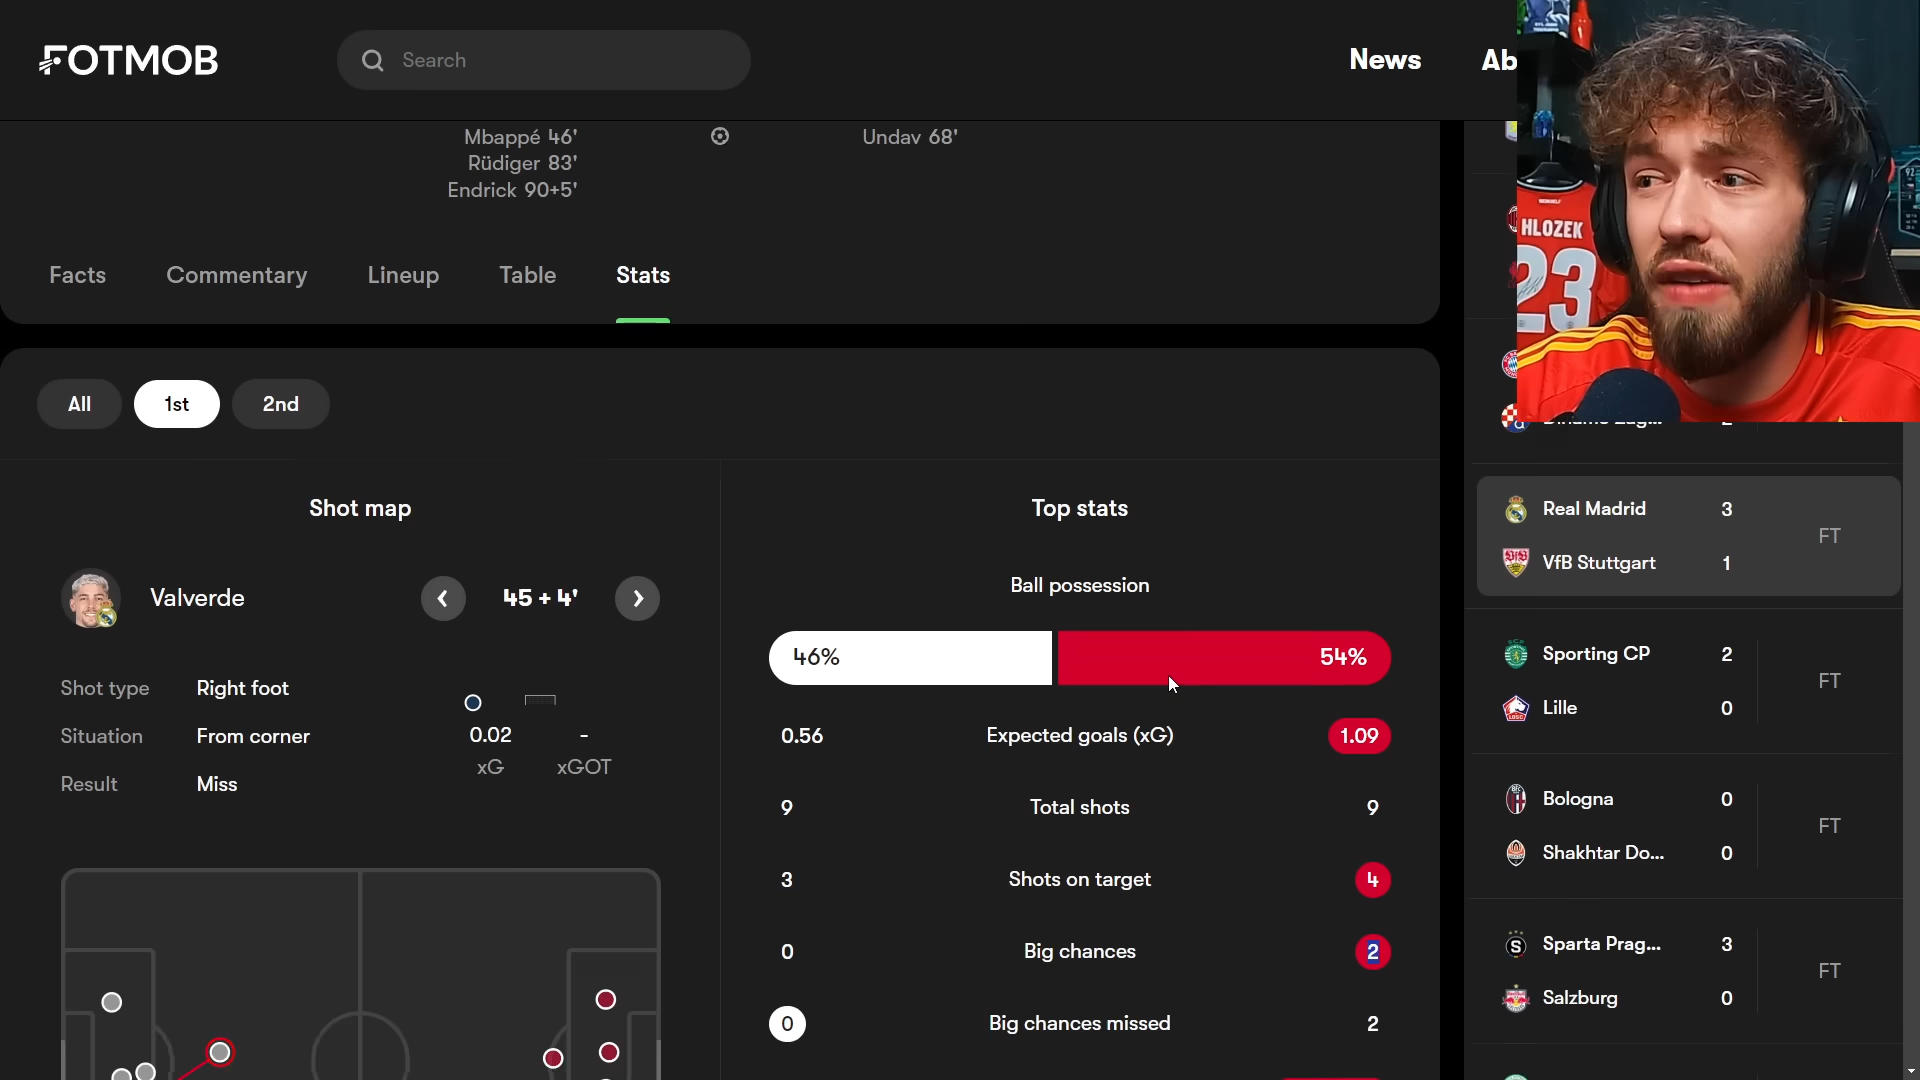 FOTMOB
Search
News
Ab
Mbappé 46'
Rüdiger 83'
Endrick 90+5'
Undav 68'
Facts
Commentary
Lineup
Table
Stats
All
1st
2nd
Shot map
Valverde
45 + 4'
Shot type
Right foot
Situation
From corner
Result
Miss
0.02
-
xG
xGOT
Top stats
Ball possession
46%
54%
0.56
Expected goals (xG)
1.09
9
Total shots
9
3
Shots on target
4
0
Big chances
2
0
Big chances missed
2
HLOZEK
23
92
Real Madrid
3
VfB Stuttgart
1
FT
Sporting CP
2
Lille
0
FT
Bologna
0
Shakhtar Do...
0
FT
Sparta Prag...
3
Salzburg
0
FT